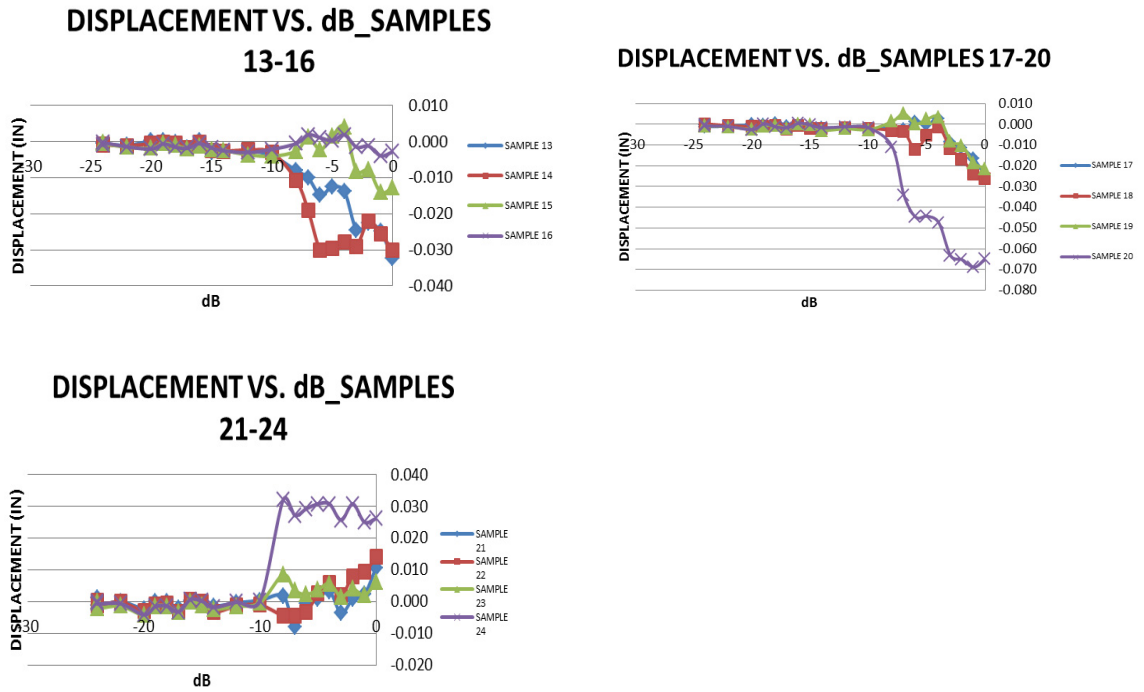 DISPLACEMENT VS. dB_SAMPLES
13-16
0.010
0.000
-0.010
-0.020
-0.030
-0.040
-30
-25
-20
-15
-10
-5
0
DISPLACEMENT (IN)
dB
SAMPLE 13
SAMPLE 14
SAMPLE 15
SAMPLE 16
DISPLACEMENT VS. dB_SAMPLES 17-20
0.010
0.000
-0.010
-0.020
-0.030
-0.040
-0.050
-0.060
-0.070
-0.080
-30
-25
-20
-15
-10
-5
0
DISPLACEMENT (IN)
dB
SAMPLE 17
SAMPLE 18
SAMPLE 19
SAMPLE 20
DISPLACEMENT VS. dB_SAMPLES
21-24
0.040
0.030
0.020
0.010
0.000
-0.010
-0.020
-30
-20
-10
0
DISPLACEMENT (IN)
dB
SAMPLE
21
SAMPLE
22
SAMPLE
23
SAMPLE
24